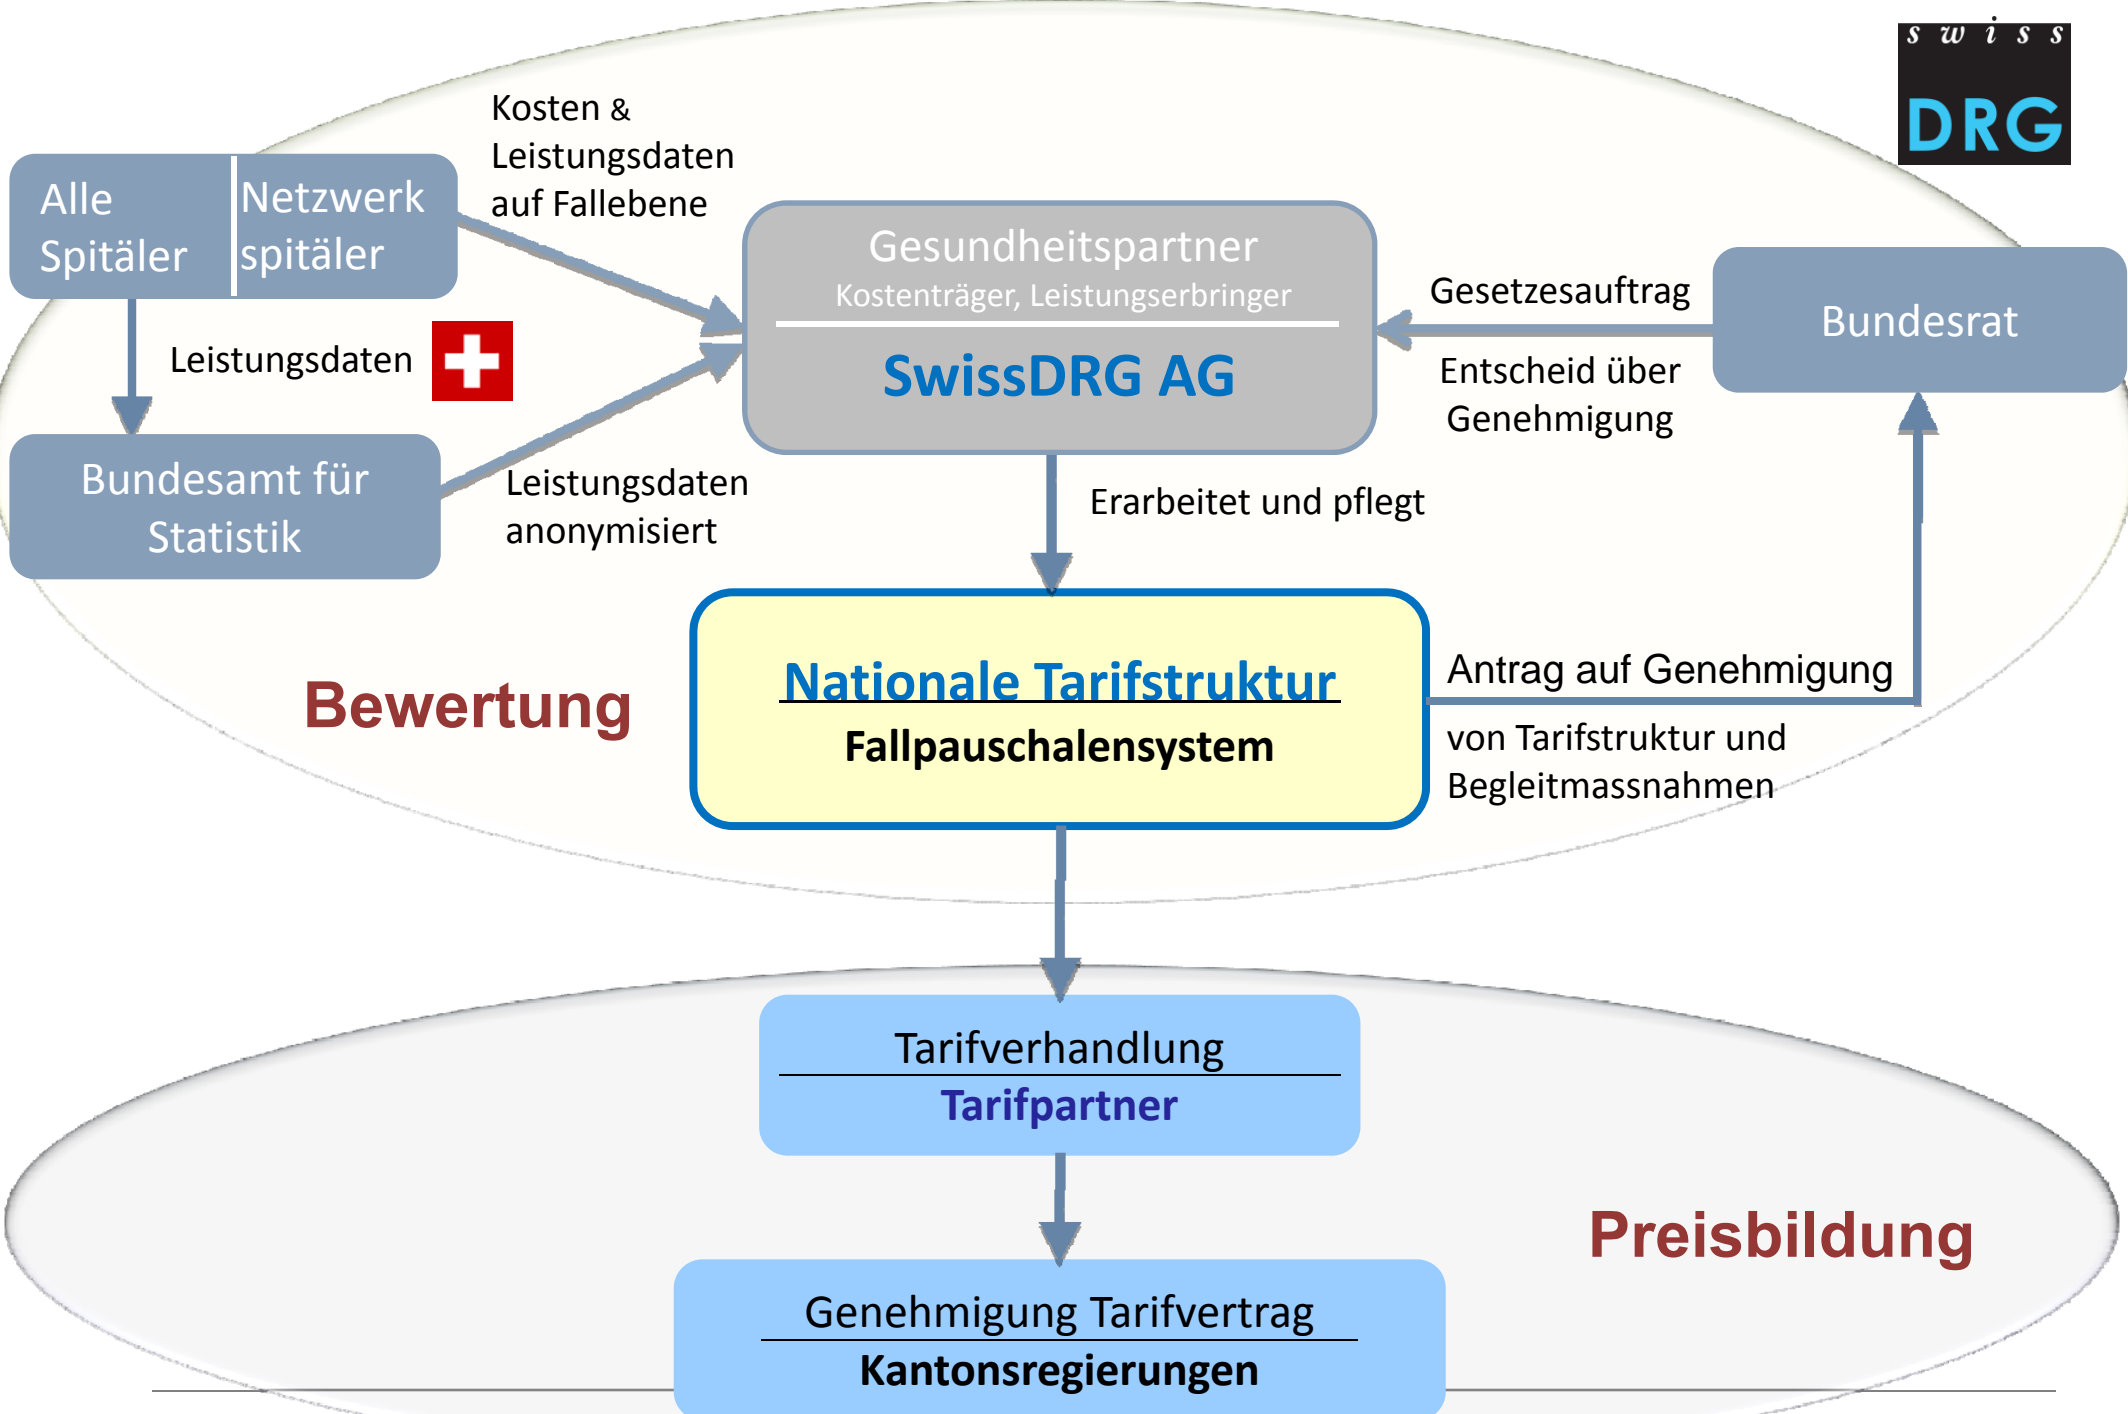 swiss
DRG
Kosten &
Leistungsdaten
auf Fallebene
Alle
Spitäler
Netzwerk
spitäler
Gesundheitspartner
Kostenträger, Leistungserbringer
SwissDRG AG
Gesetzesauftrag
Entscheid über
Genehmigung
Bundesrat
Leistungsdaten
Bundesamt für
Statistik
Leistungsdaten
anonymisiert
Erarbeitet und pflegt
Bewertung
Nationale Tarifstruktur
Fallpauschalensystem
Antrag auf Genehmigung
von Tarifstruktur und
Begleitmassnahmen
Tarifverhandlung
Tarifpartner
Preisbildung
Genehmigung Tarifvertrag
Kantonsregierungen